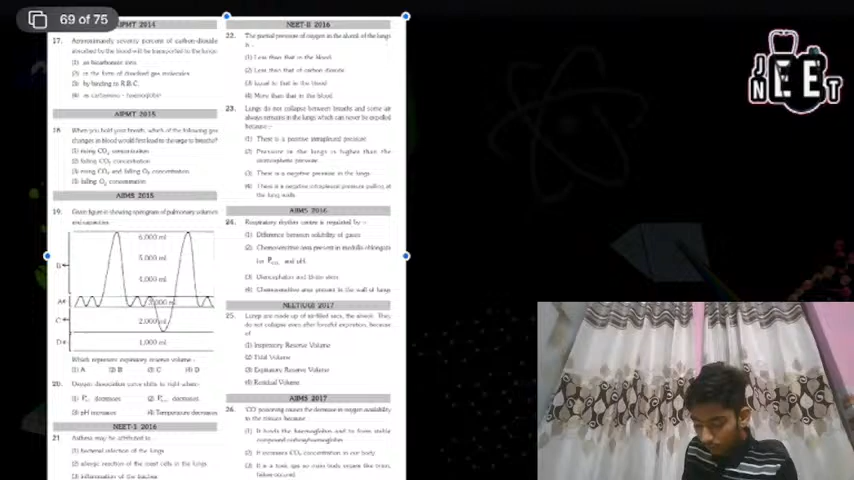 69 of 75
AIPMT 2014
17. Approximately seventy percent of carbon-dioxide
absorbed by the blood will be transported to the lungs
(1) as bicarbonate ions
(2) in the form of dissolved gas molecules
(3) by binding to R.B.C.
(4) as carbamino - haemoglobin
AIPMT 2015
18. When you hold your breath, which of the following gas
changes in blood would first lead to the urge to breathe?
(1) rising CO₂ concentration
(2) falling CO₂ concentration
(3) rising CO₂ and falling O₂ concentration
(4) falling O₂ concentration
AIIMS 2015
19. Given figure is showing spirogram of pulmonary volumes
and capacities
6,000 ml
5,000 ml
B
4,000 ml
A
3,000 ml
C
2,000 ml
D
1,000 ml
Which represent expiratory reserve volume :-
(1) A (2) B (3) C (4) D
20. Oxygen dissociation curve shifts to right when:-
(1) decreases (2) decreases
(3) pH increases (4) Temperature decreases
NEET-I 2016
21 Asthma may be attributed to
(1) bacterial infection of the lungs
(2) allergic reaction of the mast cells in the lungs
(3) inflammation of the trachea
NEET-II 2016
22. The partial pressure of oxygen in the alveoli of the lungs
is -
(1) Less than that in the blood
(2) Less than that of carbon dioxide
(3) Equal to that in the blood
(4) More than that in the blood
23. Lungs do not collapse between breaths and some air
always remains in the lungs which can never be expelled
because :-
(1) There is a positive intrapleural pressure
(2) Pressure in the lungs is higher than the
atmospheric pressure.
(3) There is a negative pressure in the lungs
(4) There is a negative intrapleural pressure pulling at
the lung walls
AIIMS 2016
24. Respiratory rhythm centre is regulated by :-
(1) Difference between solubility of gases
(2) Chemosensitive area present in medulla oblongata
for and pH.
(3) Diencephalon and
(4) Chemosensitive area present in the wall of lungs
NEET(UG) 2017
25. Lungs are made up of air-filled sacs, the alveoli. They
do not collapse even after forceful expiration, because
of
(1) Inspiratory Reserve Volume
(2) Tidal Volume
(3) Expiratory Reserve Volume
(4) Residual Volume
AIIMS 2017
26. 'CO' poisoning causes the decrease in oxygen availability
to the tissues because
(1) It binds the haemoglobin and to form stable
compound carboxyhaemoglobin
(2) It increases CO₂ concentration in our body
(3) It is a toxic gas so main body organs like brain,
failure occured.
J
NEET